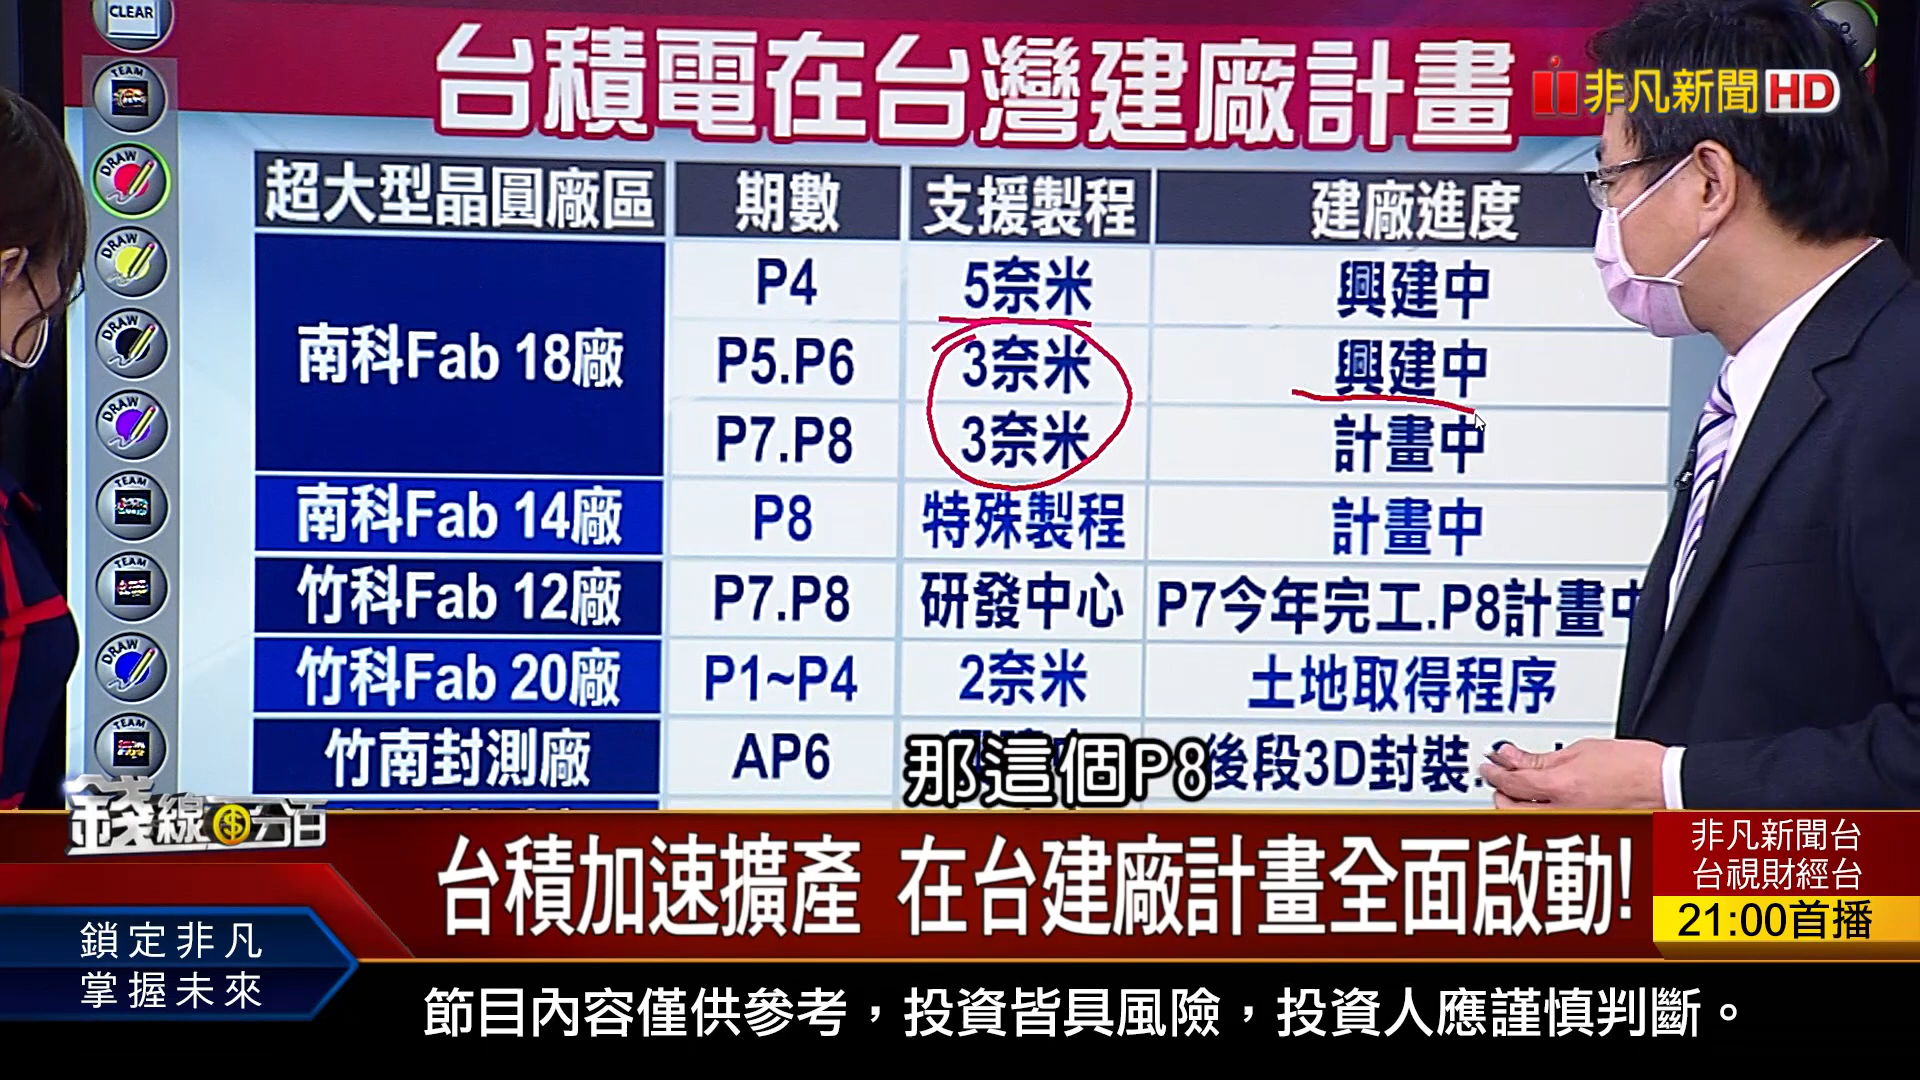 CLEAR
台積電在台灣建廠計畫
非凡新聞HD
TEAM
DRAW
DRAW
DRAW
DRAW
TEAM
TEAM
DRAW
TEAM
超大型晶圓廠區 期數 支援製程 建廠進度
南科Fab 18廠 P4 5奈米 興建中
P5.P6 3奈米 興建中
P7.P8 3奈米 計畫中
南科Fab 14廠 P8 特殊製程 計畫中
竹科Fab 12廠 P7.P8 研發中心 P7今年完工.P8計畫中
竹科Fab 20廠 P1~P4 2奈米 土地取得程序
竹南封測廠 AP6 後段3D封裝
那這個P8
錢線百分百
台積加速擴產 在台建廠計畫全面啟動!
非凡新聞台
台視財經台
21:00首播
鎖定非凡
掌握未來
節目內容僅供參考，投資皆具風險，投資人應謹慎判斷。